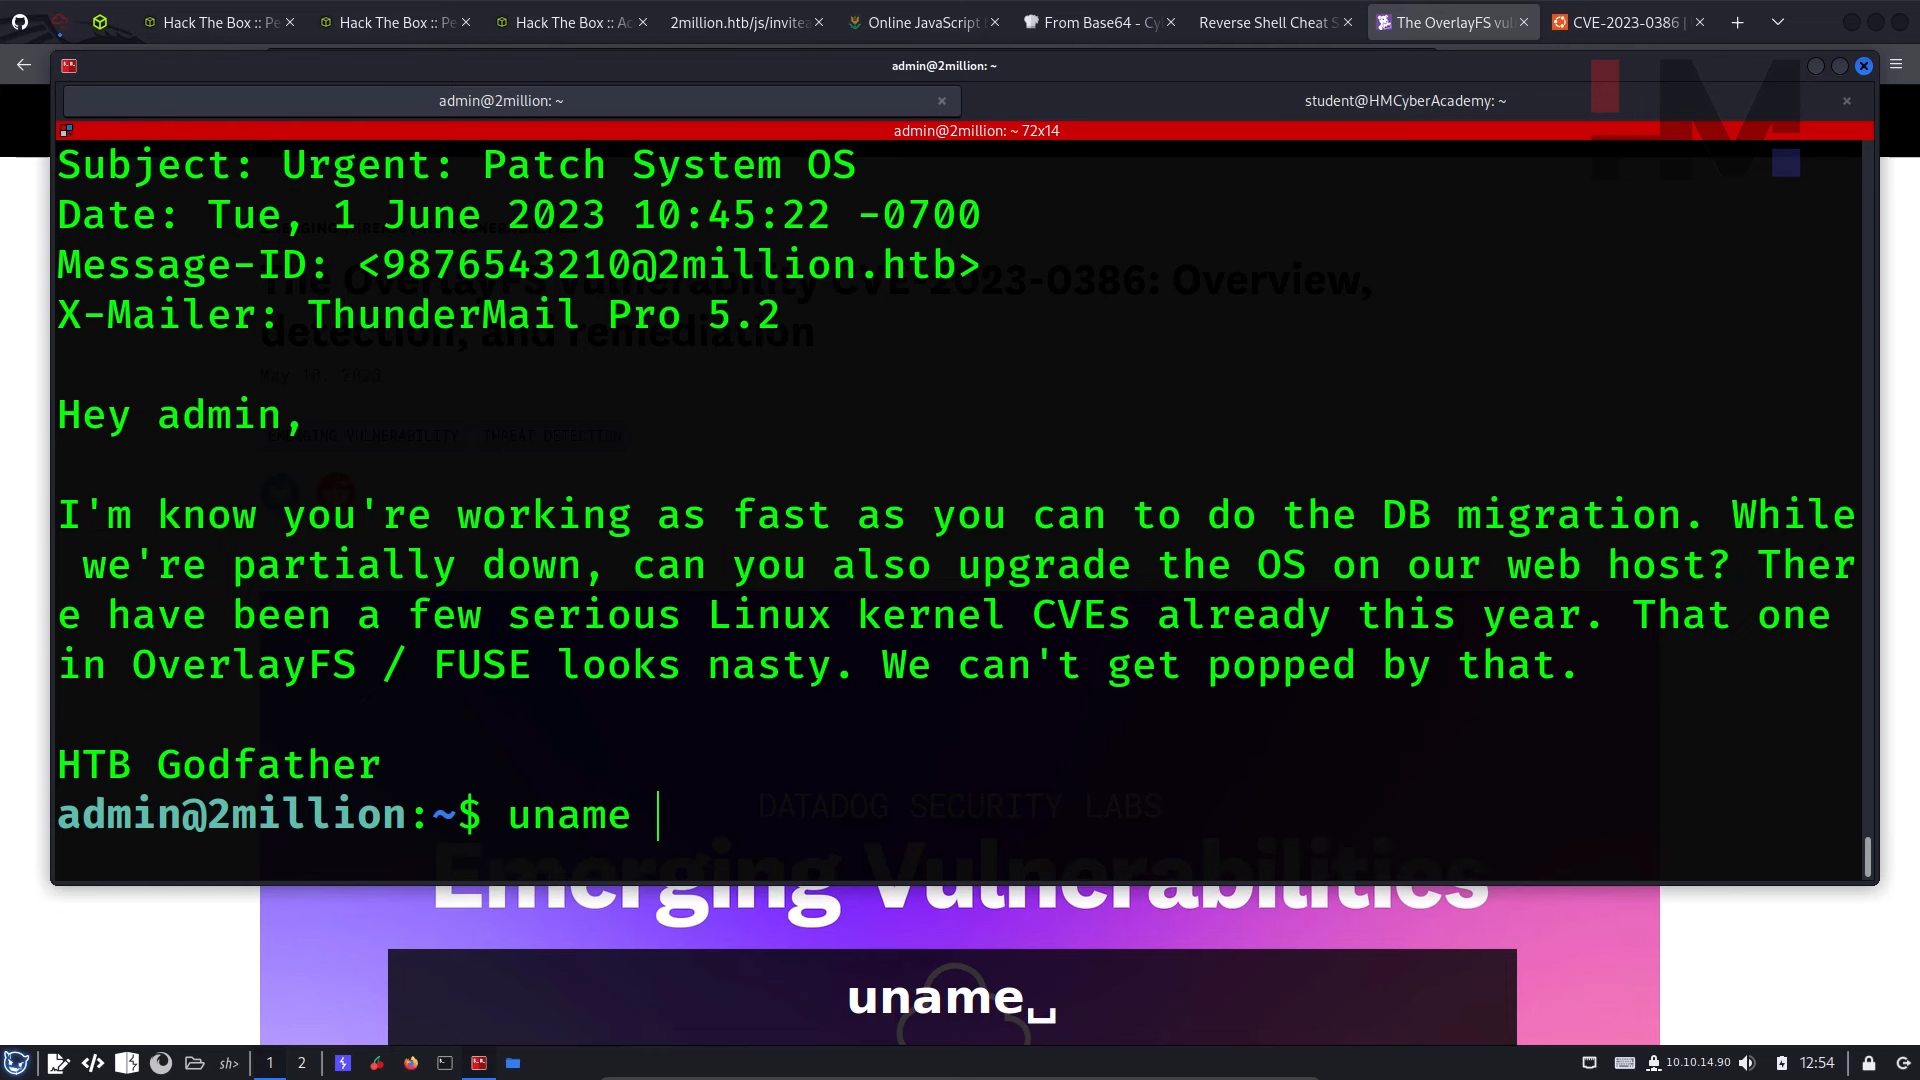 Hack The Box :: Pe
Hack The Box :: Pe
Hack The Box :: Ac
2million.htb/js/invitea
Online JavaScript
From Base64 - Cy
Reverse Shell Cheat S
The OverlayFS vul
CVE-2023-0386 |
admin@2million: ~
admin@2million: ~
student@HMCyberAcademy: ~
admin@2million: ~ 72x14
Subject: Urgent: Patch System OS
Date: Tue, 1 June 2023 10:45:22 -0700
Message-ID: <9876543210@2million.htb>
The OverlayFS vulnerability CVE-2023-0386: Overview,
X-Mailer: ThunderMail Pro 5.2
detection, and remediation
May 10, 2023
Hey admin,
EMERGING VULNERABILITY THREAT DETECTION
I'm know you're working as fast as you can to do the DB migration. While
we're partially down, can you also upgrade the OS on our web host? Ther
e have been a few serious Linux kernel CVEs already this year. That one
in OverlayFS / FUSE looks nasty. We can't get popped by that.
HTB Godfather
admin@2million:~$ uname
DATADOG SECURITY LABS
Emerging Vulnerabilities
uname␣
sh>
1
2
10.10.14.90
12:54
HM